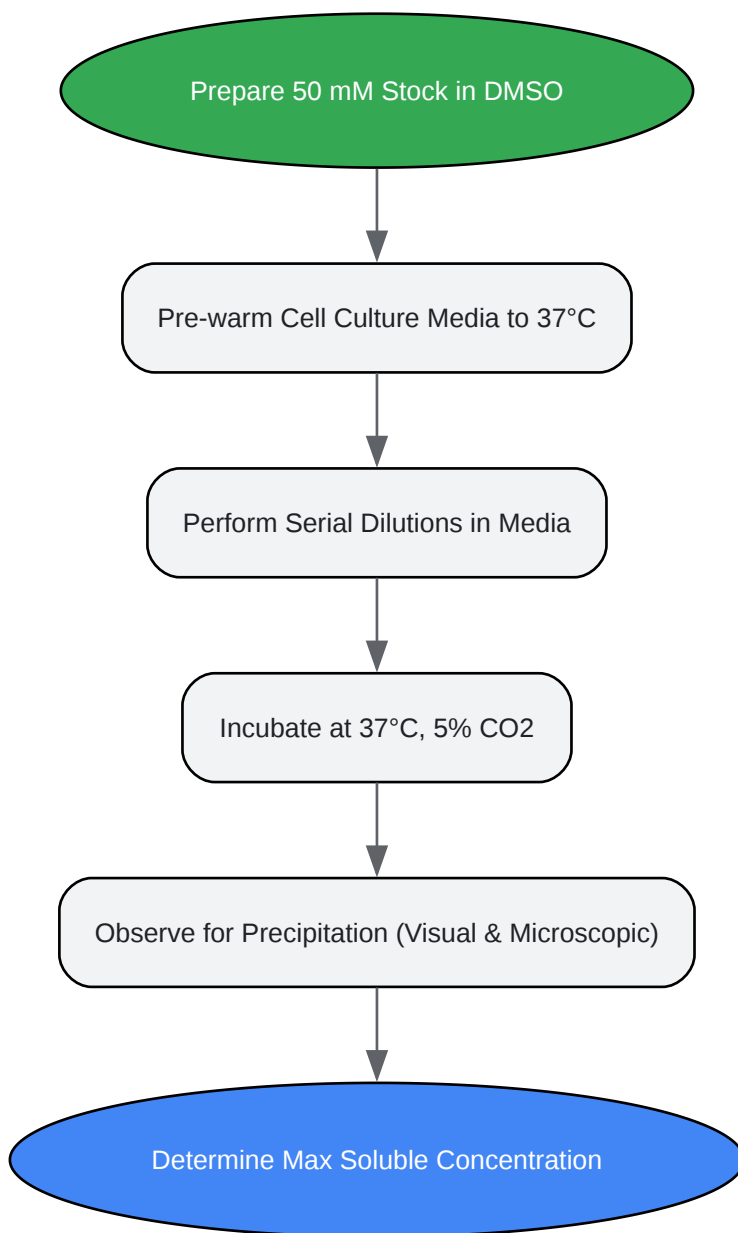 Prepare 50 mM Stock in DMSO
Pre-warm Cell Culture Media to 37°C
Perform Serial Dilutions in Media
Incubate at 37°C, 5% CO2
Observe for Precipitation (Visual & Microscopic)
Determine Max Soluble Concentration